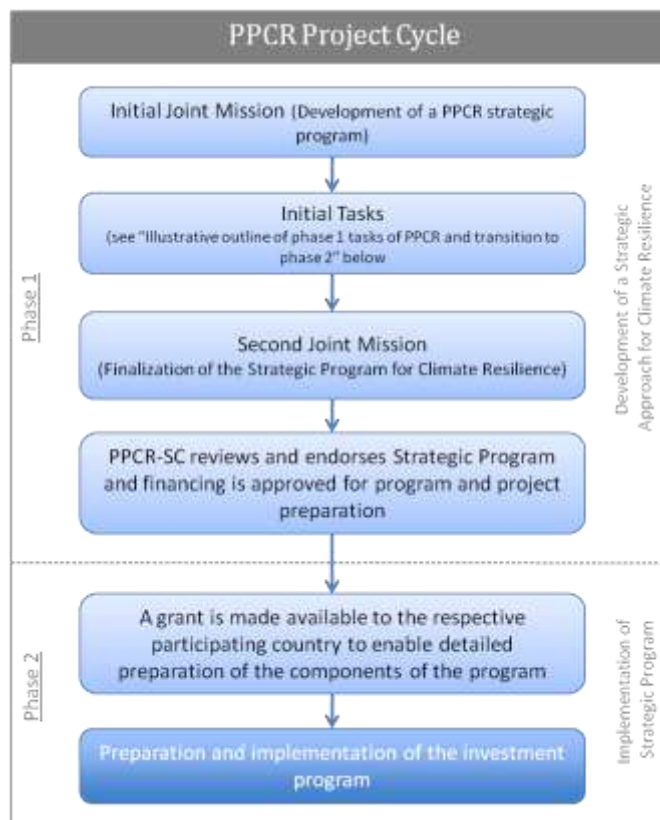 PPCR Project Cycle
Phase 1
Initial Joint Mission (Development of a PPCR strategic
program)
Initial Tasks
(see "Illustrative outline of phase 1 tasks of PPCR and transition to
phase 2" below
Second Joint Mission
(Finalization of the Strategic Program for Climate Resilience)
PPCR-SC reviews and endorses Strategic Program
and financing is approved for program and project
preparation
Development of a Strategic
Approach for Climate Resilience
Phase 2
A grant is made available to the respective
participating country to enable detailed
preparation of the components of the program
Preparation and implementation of the investment
program
Implementation of
Strategic Program